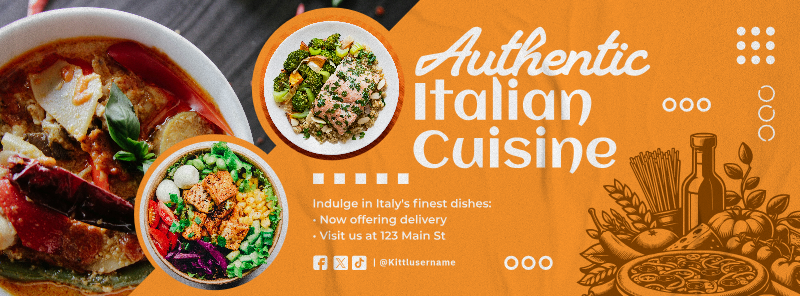 Authentic
Italian
Cuisine
Indulge in Italy's finest dishes:
• Now offering delivery
• Visit us at 123 Main St
| @Kittlusername